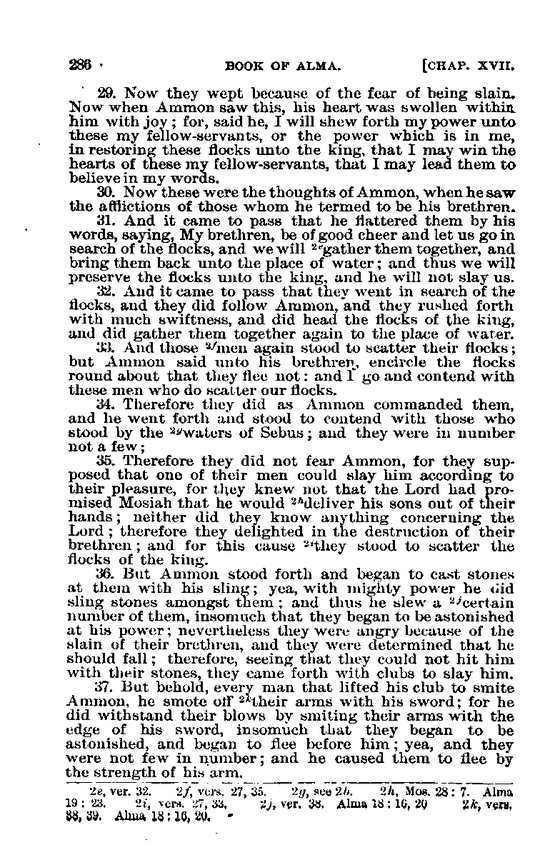 286 BOOK OF ALMA. [CHAP. XVII.
29. Now they wept because of the fear of being slain.
Now when Ammon saw this, his heart was swollen within
him with joy; for, said he, I will shew forth my power unto
these my fellow-servants, or the power which is in me,
in restoring these flocks unto the king, that I may win the
hearts of these my fellow-servants, that I may lead them to
believe in my words.
30. Now these were the thoughts of Ammon, when he saw
the afflictions of those whom he termed to be his brethren.
31. And it came to pass that he flattered them by his
words, saying, My brethren, be of good cheer and let us go in
search of the flocks, and we will 2e gather them together, and
bring them back unto the place of water; and thus we will
preserve the flocks unto the king, and he will not slay us.
32. And it came to pass that they went in search of the
flocks, and they did follow Ammon, and they rushed forth
with much swiftness, and did head the flocks of the king,
and did gather them together again to the place of water.
33. And those 2f men again stood to scatter their flocks;
but Ammon said unto his brethren, encircle the flocks
round about that they flee not: and I go and contend with
these men who do scatter our flocks.
34. Therefore they did as Ammon commanded them,
and he went forth and stood to contend with those who
stood by the 2g waters of Sebus; and they were in number
not a few;
35. Therefore they did not fear Ammon, for they sup-
posed that one of their men could slay him according to
their pleasure, for they knew not that the Lord had pro-
mised Mosiah that he would 2h deliver his sons out of their
hands; neither did they know anything concerning the
Lord; therefore they delighted in the destruction of their
brethren; and for this cause 2i they stood to scatter the
flocks of the king.
36. But Ammon stood forth and began to cast stones
at them with his sling; yea, with mighty power he did
sling stones amongst them; and thus he slew a 2j certain
number of them, insomuch that they began to be astonished
at his power; nevertheless they were angry because of the
slain of their brethren, and they were determined that he
should fall; therefore, seeing that they could not hit him
with their stones, they came forth with clubs to slay him.
37. But behold, every man that lifted his club to smite
Ammon, he smote off 2k their arms with his sword; for he
did withstand their blows by smiting their arms with the
edge of his sword, insomuch that they began to be
astonished, and began to flee before him; yea, and they
were not few in number; and he caused them to flee by
the strength of his arm.
2e, ver. 32. 2f, vers. 27, 35. 2g, see 2b. 2h, Mos. 28: 7. Alma
19: 23. 2i, vers. 27, 33. 2j, ver. 38. Alma 18: 16, 20 2k, vers.
38, 39. Alma 18: 16, 20.